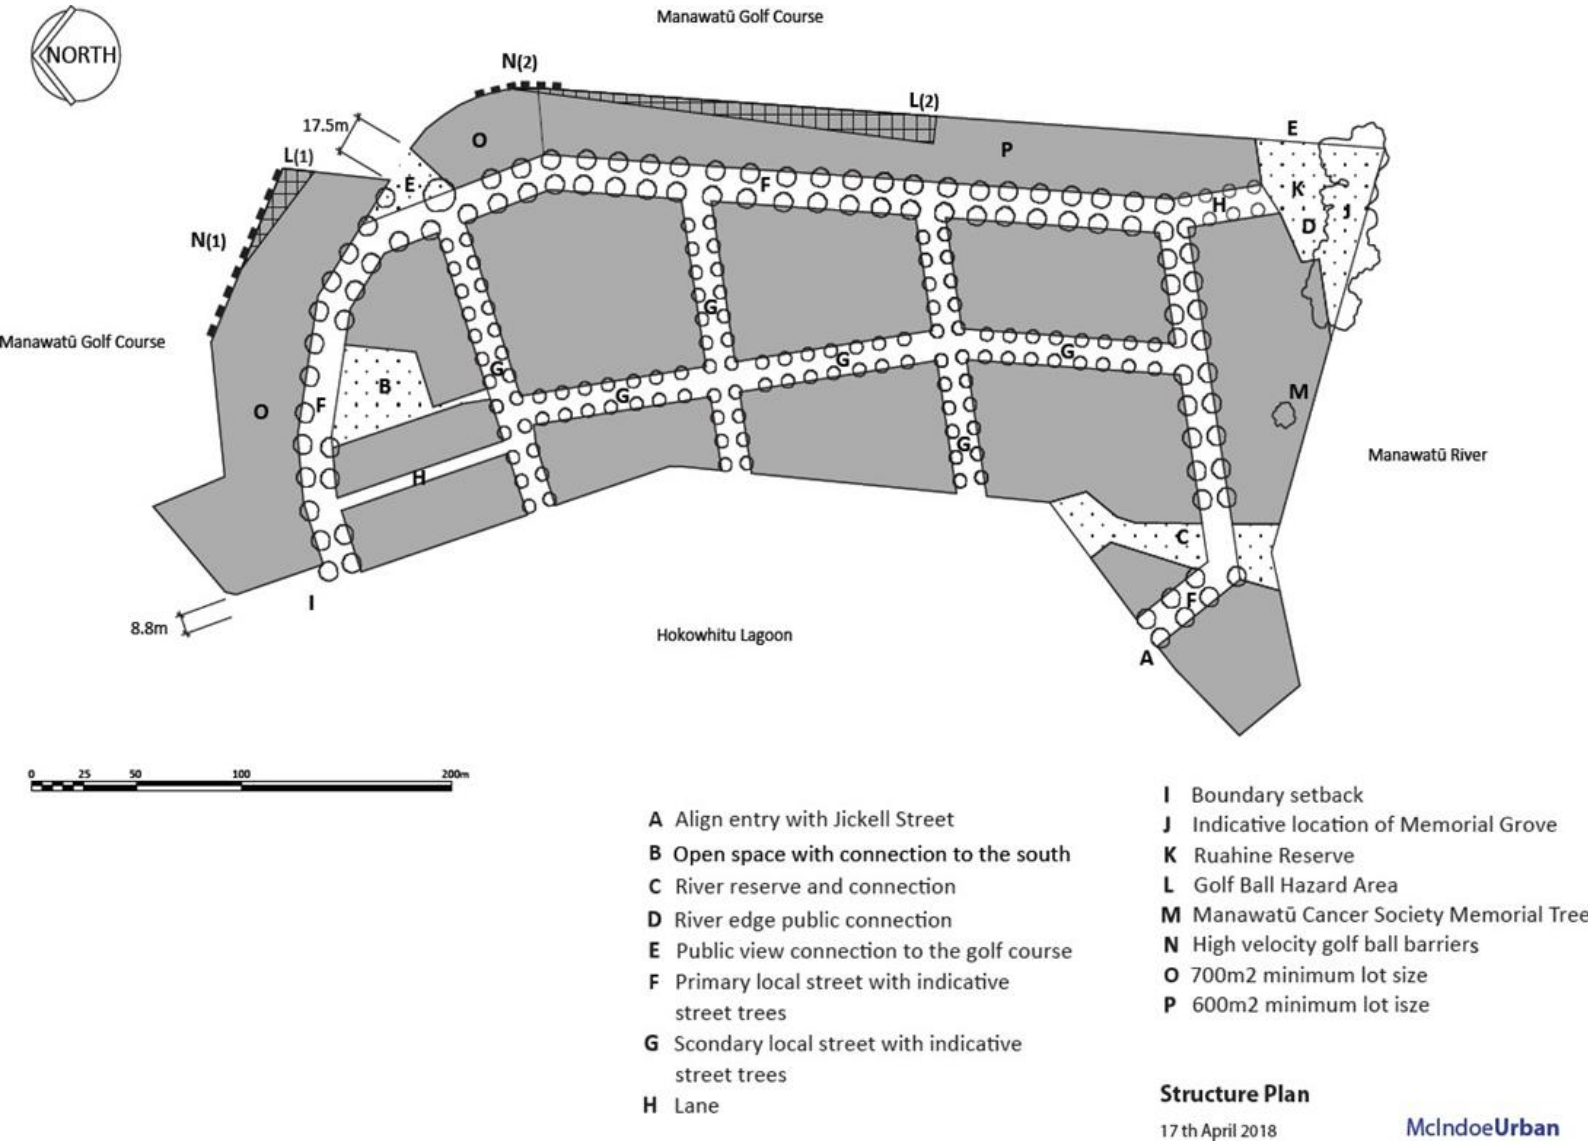 Manawatū Golf Course
NORTH
N(2)
L(2)
17.5m
O
E
P
L(1)
E
F
K
H
J
D
N(1)
G
Manawatū Golf Course
G
G
G
B
G
M
O
F
G
Manawatū River
H
C
F
I
8.8m
Hokowhitu Lagoon
A
0 25 50 100 200m
A Align entry with Jickell Street
B Open space with connection to the south
C River reserve and connection
D River edge public connection
E Public view connection to the golf course
F Primary local street with indicative
street trees
G Scondary local street with indicative
street trees
H Lane
I Boundary setback
J Indicative location of Memorial Grove
K Ruahine Reserve
L Golf Ball Hazard Area
M Manawatū Cancer Society Memorial Tree
N High velocity golf ball barriers
O 700m2 minimum lot size
P 600m2 minimum lot isze
Structure Plan
17 th April 2018
McIndoeUrban